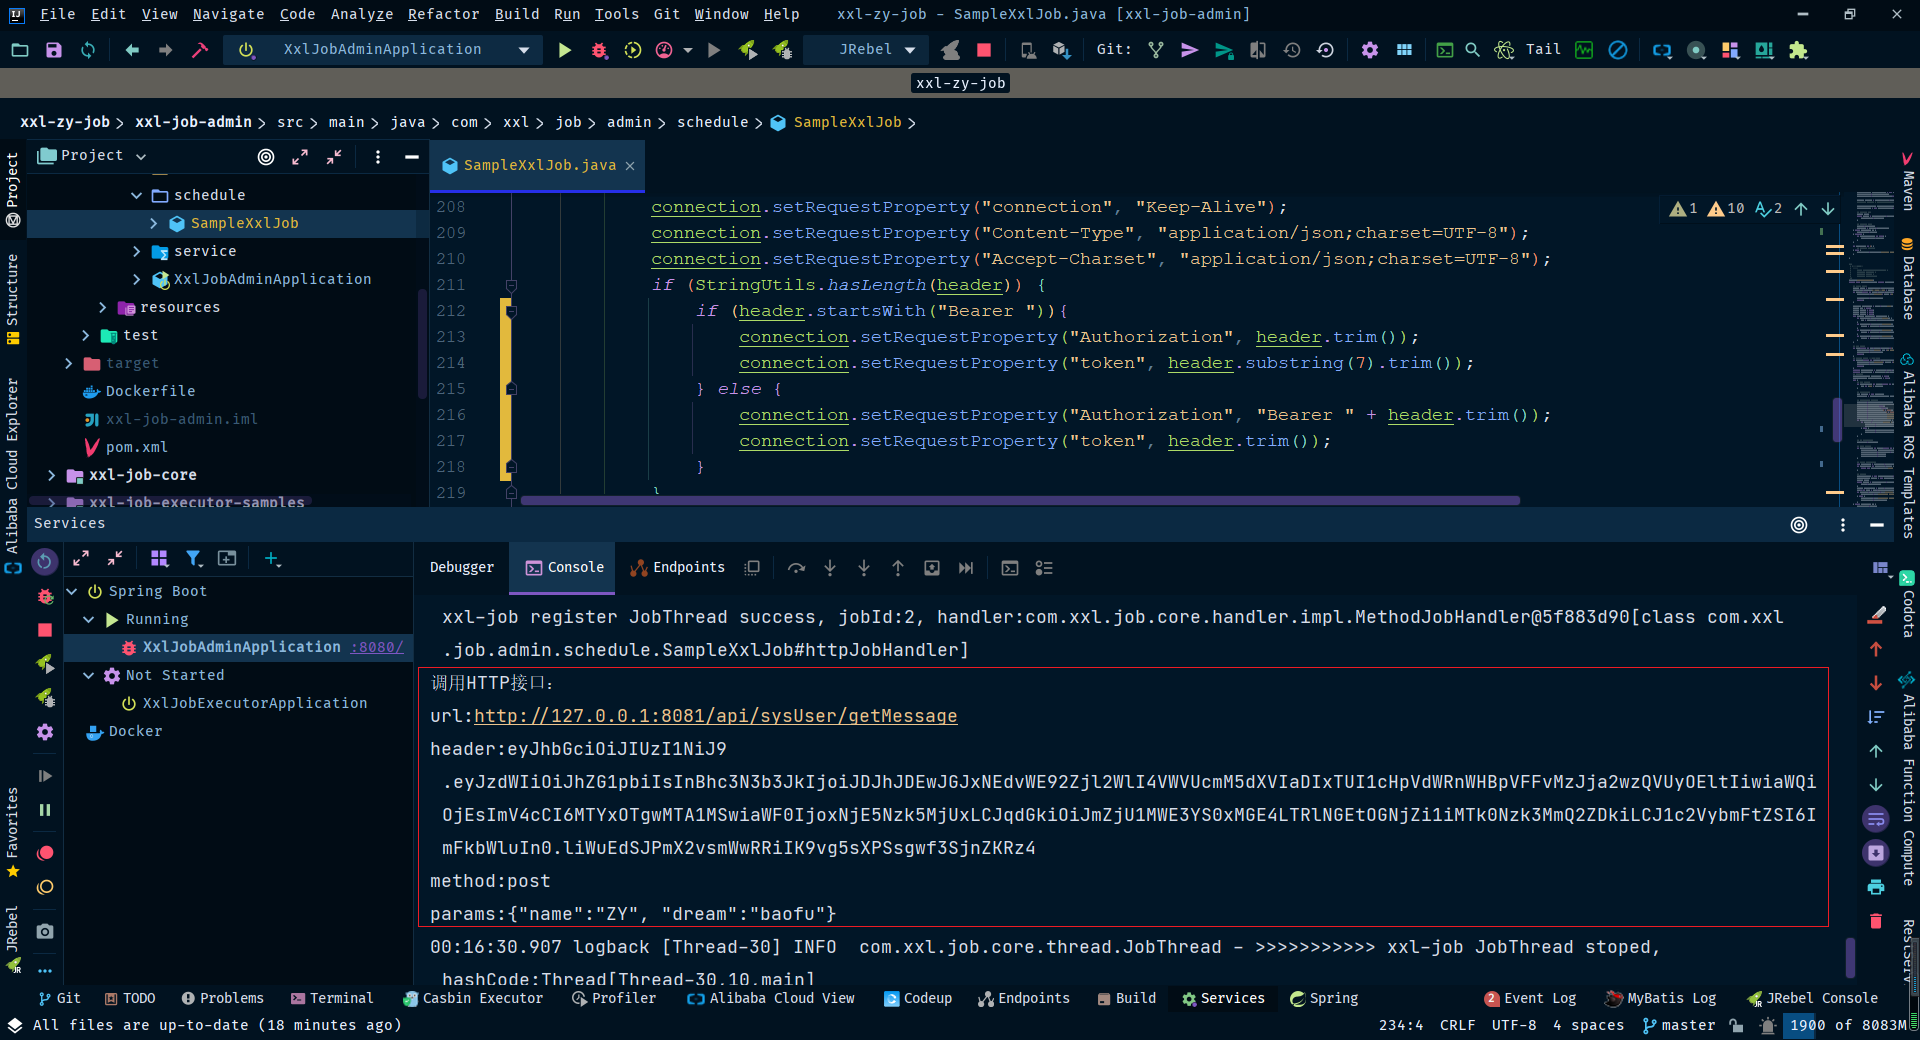 File Edit View Navigate Code Analyze Refactor Build Run Tools Git Window Help xxl-zy-job - SampleXxlJob.java [xxl-job-admin]
XxlJobAdminApplication JRebel Git: Tail
xxl-zy-job
xxl-zy-job > xxl-job-admin > src > main > java > com > xxl > job > admin > schedule > SampleXxlJob >
Project
SampleXxlJob.java
schedule
SampleXxlJob
service
XxlJobAdminApplication
resources
test
target
Dockerfile
xxl-job-admin.iml
pom.xml
xxl-job-core
xxl-job-executor-samples
208 connection.setRequestProperty("connection", "Keep-Alive");
209 connection.setRequestProperty("Content-Type", "application/json;charset=UTF-8");
210 connection.setRequestProperty("Accept-Charset", "application/json;charset=UTF-8");
211 if (StringUtils.hasLength(header)) {
212 if (header.startsWith("Bearer ")){
213 connection.setRequestProperty("Authorization", header.trim());
214 connection.setRequestProperty("token", header.substring(7).trim());
215 } else {
216 connection.setRequestProperty("Authorization", "Bearer " + header.trim());
217 connection.setRequestProperty("token", header.trim());
218 }
219 }
1 10 2
Project
Structure
Alibaba Cloud Explorer
Favorites
JRebel
Maven
Database
Alibaba ROS Templates
Codota
Alibaba Function Compute
RestServ
Services
Debugger Console Endpoints
Spring Boot
Running
XxlJobAdminApplication :8080/
Not Started
XxlJobExecutorApplication
Docker
xxl-job register JobThread success, jobId:2, handler:com.xxl.job.core.handler.impl.MethodJobHandler@5f883d90[class com.xxl
.job.admin.schedule.SampleXxlJob#httpJobHandler]
调用HTTP接口:
url:http://127.0.0.1:8081/api/sysUser/getMessage
header:eyJhbGciOiJIUzI1NiJ9
.eyJzdWIiOiJhZG1pbiIsInBhc3N3b3JkIjoiJDJhJDEwJGJxNEdvWE92Zjl2WlI4VWVUcmM5dXVIaDIxTUI1cHpVdWRnWHBpVFFvMzJja2wzQVUyOEltIiwiaWQi
OjEsImV4cCI6MTYxOTgwMTA1MSwiaWF0IjoxNjE5Nzk5MjUxLCJqdGkiOiJmZjU1MWE3YS0xMGE4LTRlNGEtOGNjZi1iMTk0Nzk3MmQ2ZDkiLCJ1c2VybmFtZSI6I
mFkbWluIn0.liWuEdSJPmX2vsmWwRRiIK9vg5sXPSsgwf3SjnZKRz4
method:post
params:{"name":"ZY", "dream":"baofu"}
00:16:30.907 logback [Thread-30] INFO  com.xxl.job.core.thread.JobThread - >>>>>>>>>>> xxl-job JobThread stoped,
hashCode:Thread[Thread-30,10,main]
Git TODO Problems Terminal Casbin Executor Profiler Alibaba Cloud View Codeup Endpoints Build Services Spring 2 Event Log MyBatis Log JRebel Console
All files are up-to-date (18 minutes ago) 234:4 CRLF UTF-8 4 spaces master 1900 of 8083M